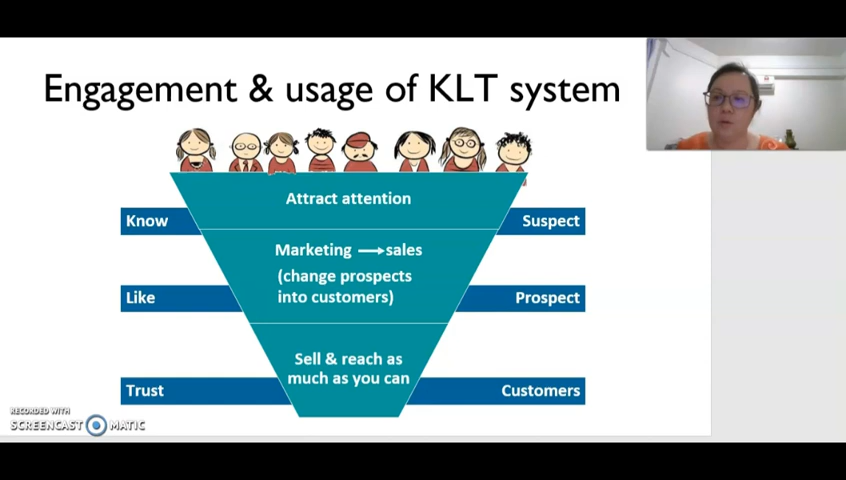 Engagement & usage of KLT system
Attract attention
Know
Suspect
Marketing → sales
(change prospects
into customers)
Like
Prospect
Sell & reach as
much as you can
Trust
Customers
RECORDED WITH
SCREENCAST MATIC